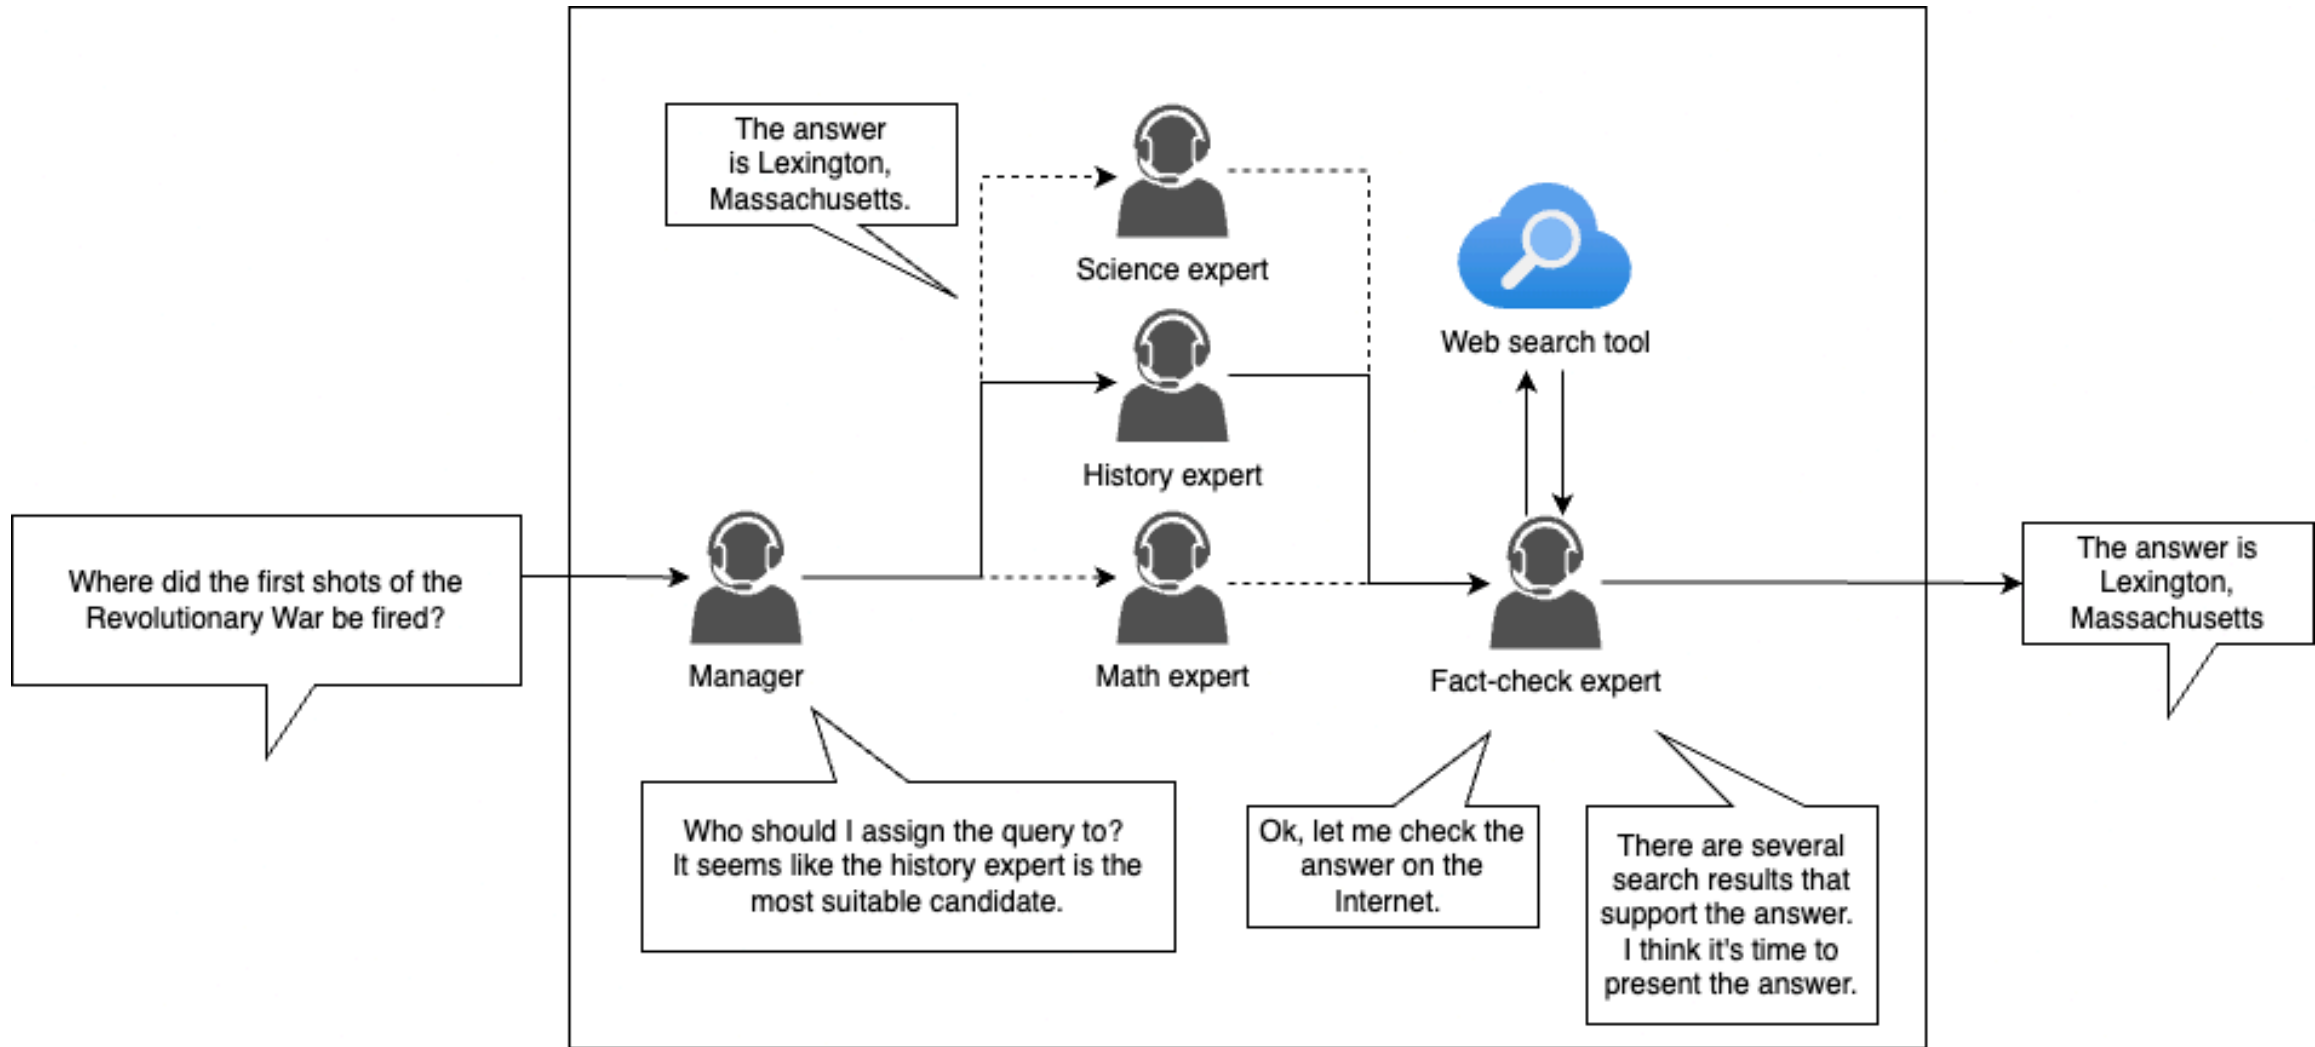 The answer
is Lexington,
Massachusetts.
Science expert
Web search tool
History expert
Where did the first shots of the
Revolutionary War be fired?
Manager
Math expert
Fact-check expert
The answer is
Lexington,
Massachusetts
Who should I assign the query to?
It seems like the history expert is the
most suitable candidate.
Ok, let me check the
answer on the
Internet.
There are several
search results that
support the answer.
I think it's time to
present the answer.